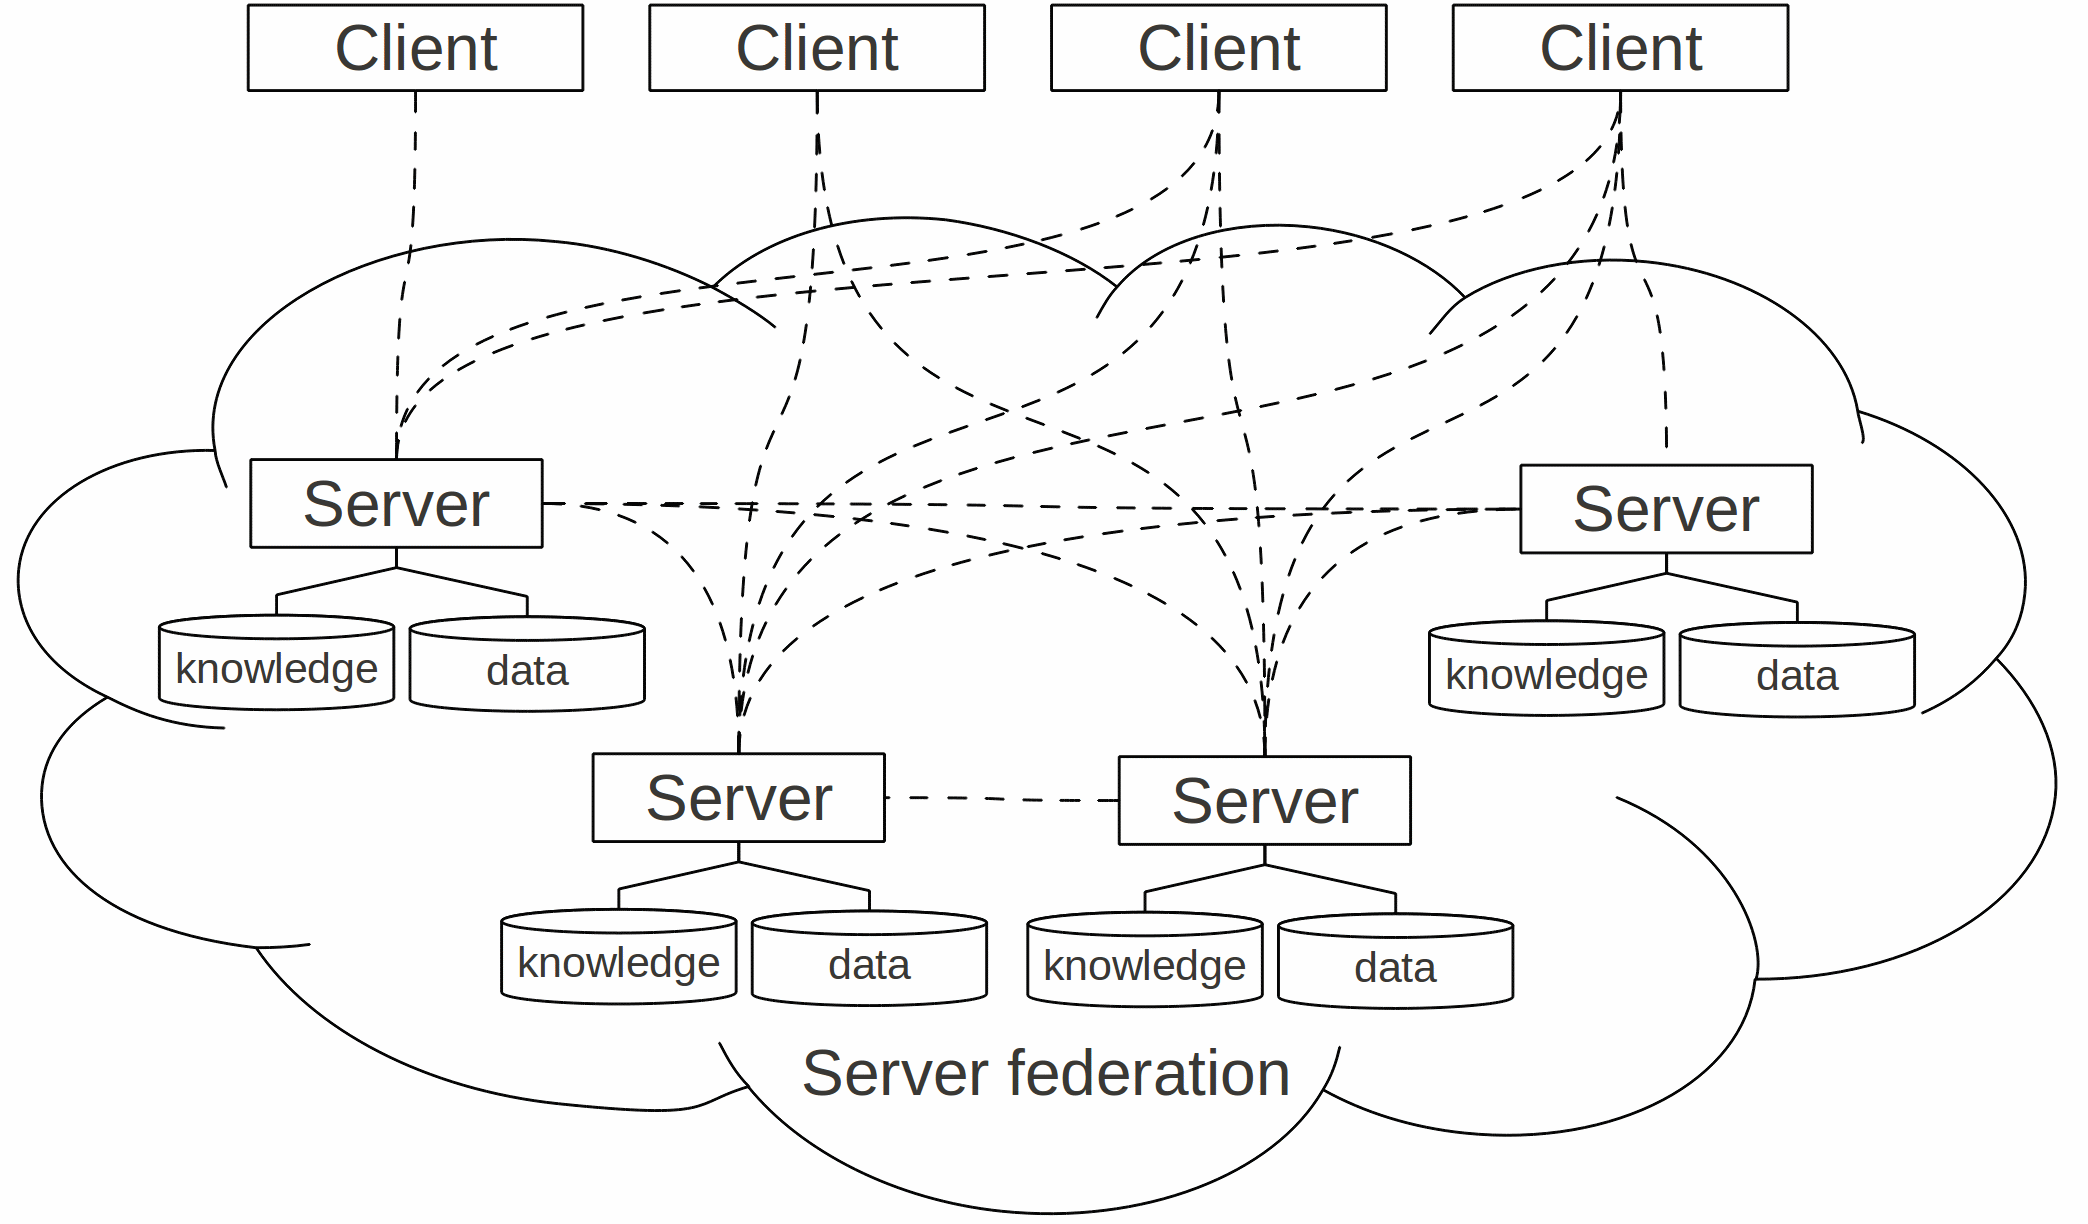 Client
Client
Client
Client
Server
Server
knowledge
data
knowledge
data
Server
Server
knowledge
data
knowledge
data
Server federation